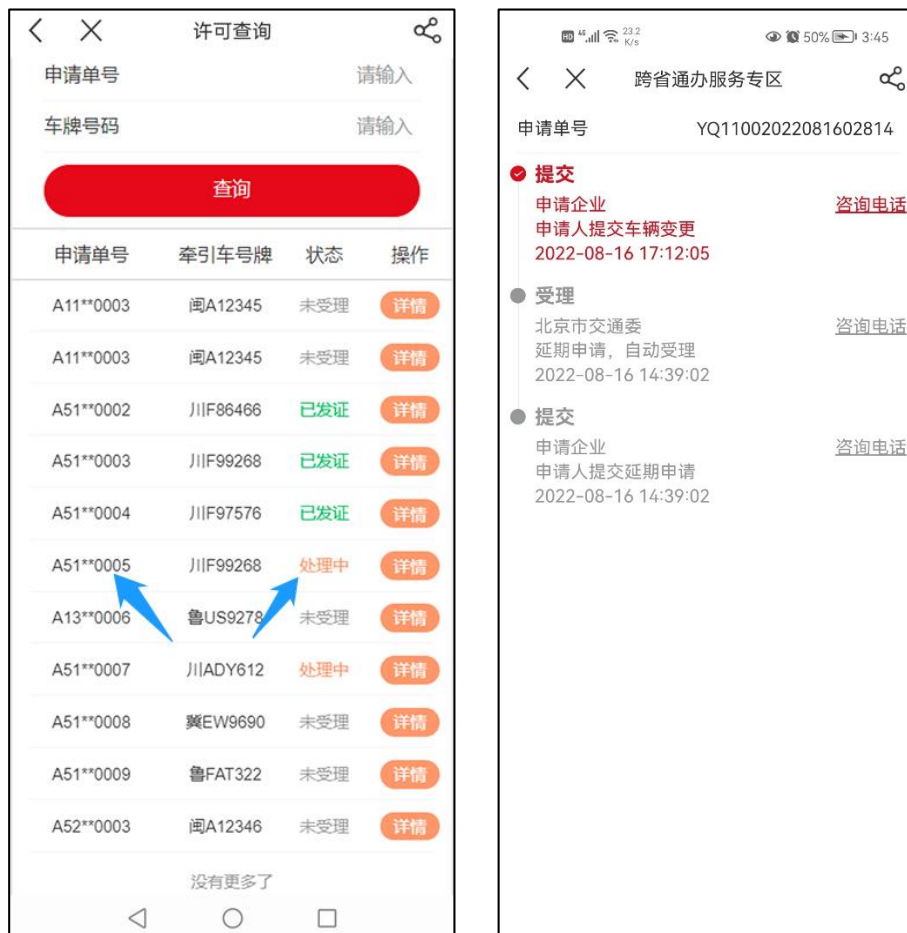 许可查询
申请单号 请输入
车牌号码 请输入
查询
申请单号 牵引车号牌 状态 操作
A11**0003 闽A12345 未受理 详情
A11**0003 闽A12345 未受理 详情
A51**0002 川F86466 已发证 详情
A51**0003 川F99268 已发证 详情
A51**0004 川F97576 已发证 详情
A51**0005 川F99268 处理中 详情
A13**0006 鲁US9278 未受理 详情
A51**0007 川ADY612 处理中 详情
A51**0008 冀EW9690 未受理 详情
A51**0009 鲁FAT322 未受理 详情
A52**0003 闽A12346 未受理 详情
没有更多了
HD 4G 23.2 K/s 50% 3:45
跨省通办服务专区
申请单号 YQ11002022081602814
提交
申请企业 咨询电话
申请人提交车辆变更
2022-08-16 17:12:05
受理
北京市交通委 咨询电话
延期申请，自动受理
2022-08-16 14:39:02
提交
申请企业 咨询电话
申请人提交延期申请
2022-08-16 14:39:02